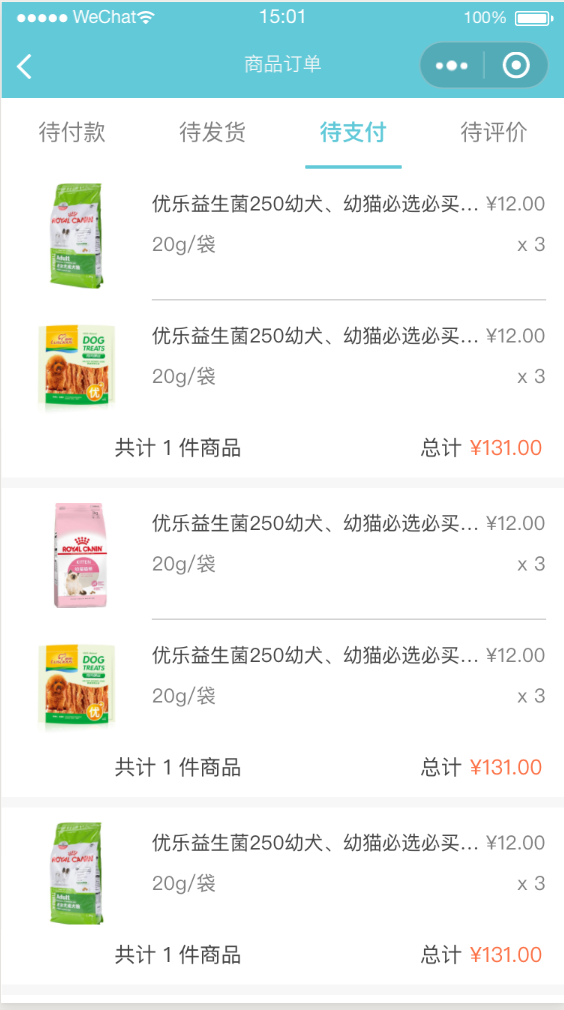 WeChat 15:01 100%
商品订单
待付款 待发货 待支付 待评价
优乐益生菌250幼犬、幼猫必选必买... ¥12.00
ROYAL CANIN
Adult
20g/袋 x 3
优乐益生菌250幼犬、幼猫必选必买... ¥12.00
DOG
TREATS
20g/袋 x 3
优
共计 1 件商品 总计 ¥131.00
优乐益生菌250幼犬、幼猫必选必买... ¥12.00
ROYAL CANIN
KITTEN
20g/袋 x 3
优乐益生菌250幼犬、幼猫必选必买... ¥12.00
DOG
TREATS
20g/袋 x 3
优
共计 1 件商品 总计 ¥131.00
优乐益生菌250幼犬、幼猫必选必买... ¥12.00
ROYAL CANIN
20g/袋 x 3
Adult
共计 1 件商品 总计 ¥131.00